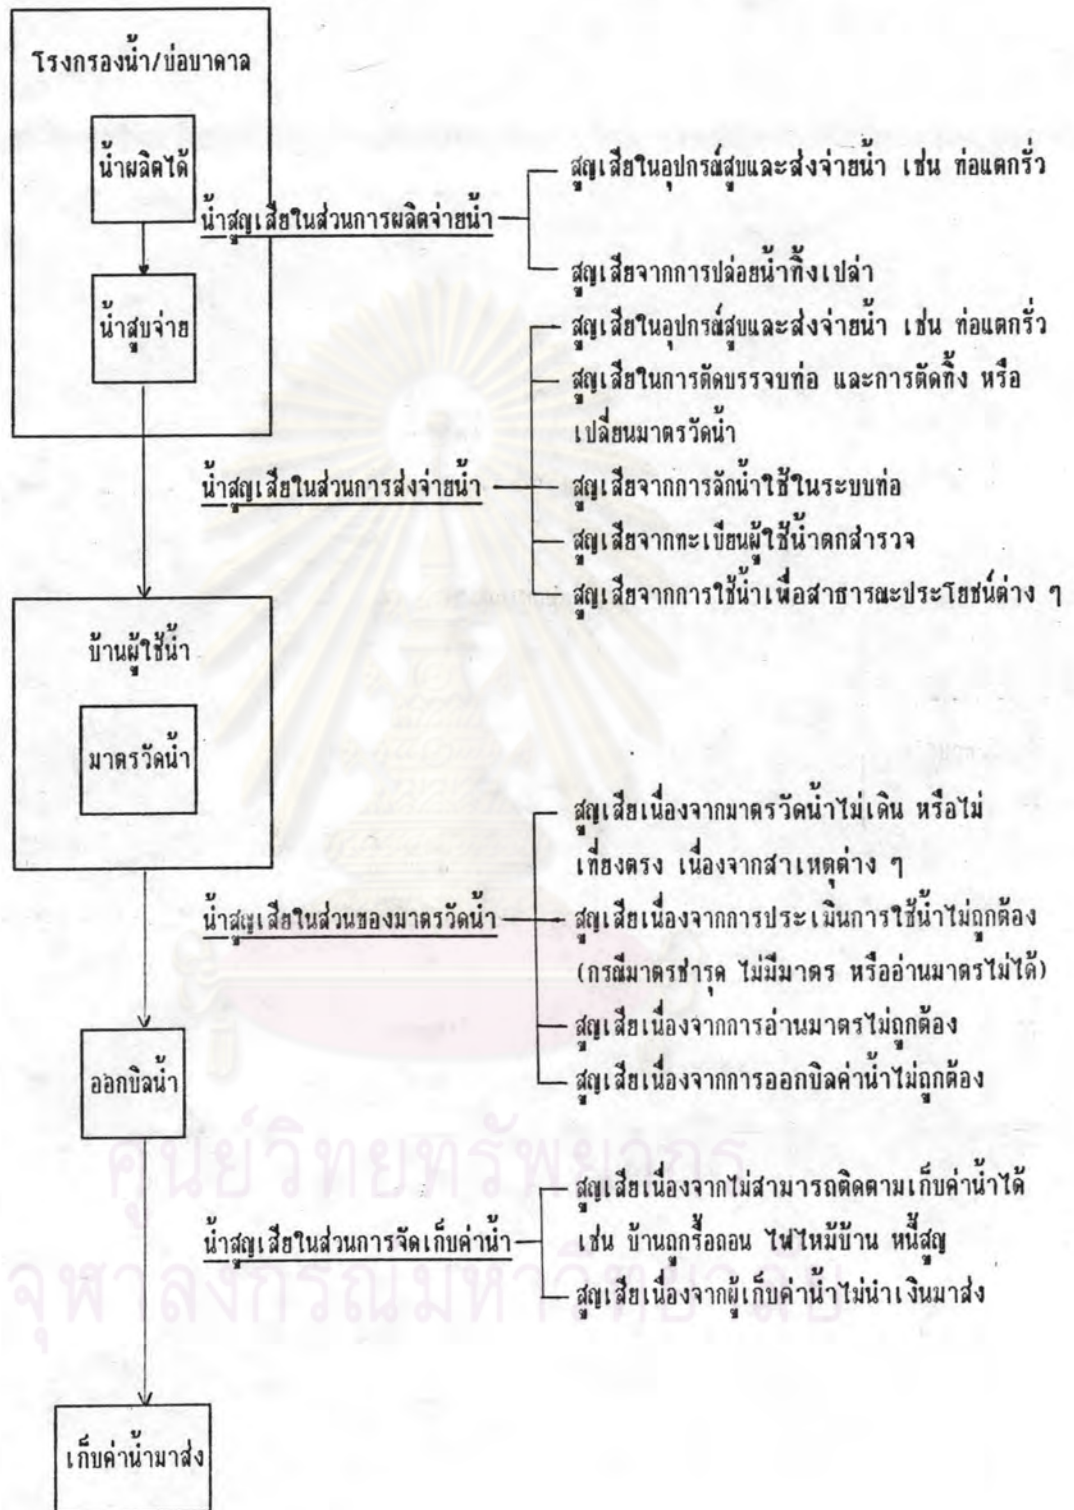 โรงกรองน้ำ/บ่อบาดาล
น้ำผลิตได้
น้ำสูญเสียในส่วนการผลิตจ่ายน้ำ
สูญเสียในอุปกรณ์สูบและส่งจ่ายน้ำ เช่น ท่อแตกรั่ว
สูญเสียจากการปล่อยน้ำทิ้งเปล่า
น้ำสูบจ่าย
น้ำสูญเสียในส่วนการส่งจ่ายน้ำ
สูญเสียในอุปกรณ์สูบและส่งจ่ายน้ำ เช่น ท่อแตกรั่ว
สูญเสียในการตัดบรรจบท่อ และการตัดทิ้ง หรือ
เปลี่ยนมาตรวัดน้ำ
สูญเสียจากการลักน้ำใช้ในระบบท่อ
สูญเสียจากทะเบียนผู้ใช้น้ำตกสำรวจ
สูญเสียจากการใช้น้ำเพื่อสาธารณะประโยชน์ต่าง ๆ
บ้านผู้ใช้น้ำ
มาตรวัดน้ำ
น้ำสูญเสียในส่วนของมาตรวัดน้ำ
สูญเสียเนื่องจากมาตรวัดน้ำไม่เดิน หรือไม่
เที่ยงตรง เนื่องจากสาเหตุต่าง ๆ
สูญเสียเนื่องจากการประเมินการใช้น้ำไม่ถูกต้อง
(กรณีมาตรชำรุด ไม่มีมาตร หรืออ่านมาตรไม่ได้)
สูญเสียเนื่องจากการอ่านมาตรไม่ถูกต้อง
สูญเสียเนื่องจากการออกบิลค่าน้ำไม่ถูกต้อง
ออกบิลน้ำ
น้ำสูญเสียในส่วนการจัดเก็บค่าน้ำ
สูญเสียเนื่องจากไม่สามารถติดตามเก็บค่าน้ำได้
เช่น บ้านถูกรื้อถอน ไฟไหม้บ้าน หนี้สูญ
สูญเสียเนื่องจากผู้เก็บค่าน้ำไม่นำเงินมาส่ง
เก็บค่าน้ำมาส่ง
ศูนย์วิทยทรัพยากร
จุฬาลงกรณ์มหาวิทยาลัย